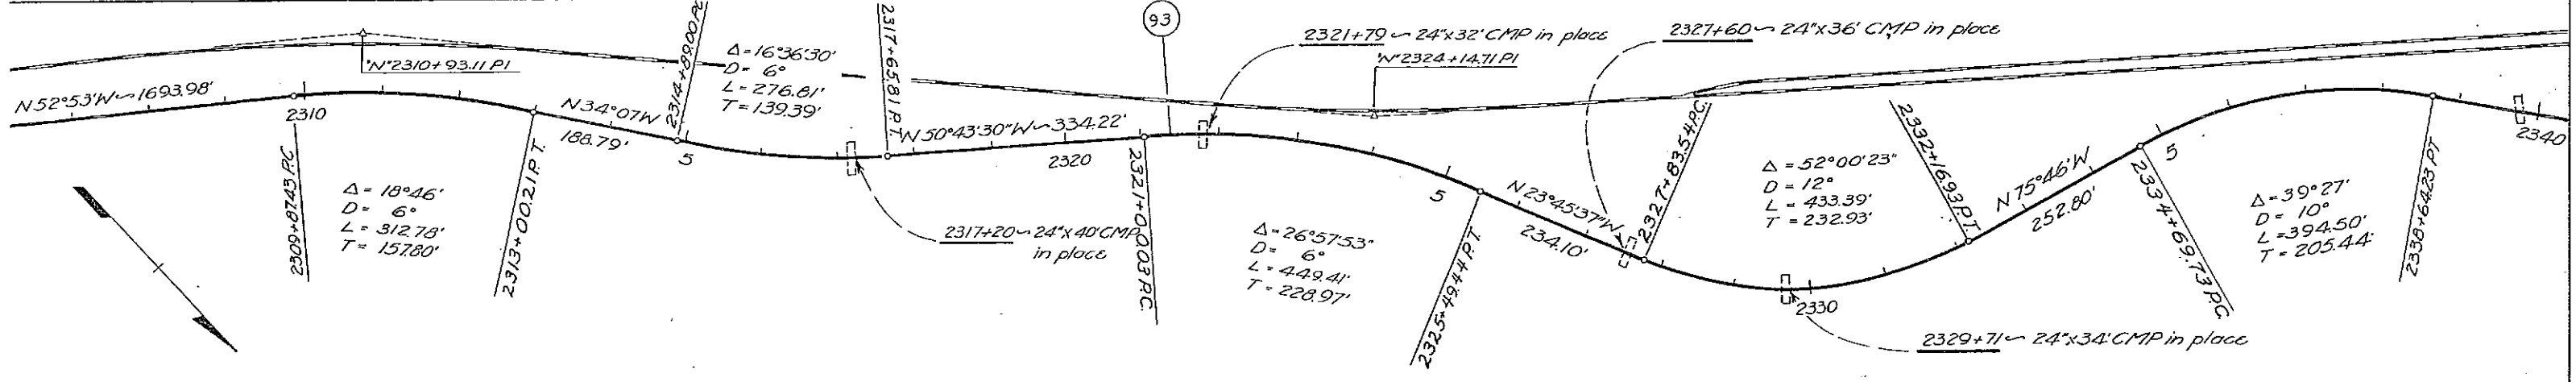 N52°53'W~1693.98'
"N"2310+93.11 PI
2310
2309+87.43 P.C.
Δ=18°46'
D= 6°
L=312.78'
T=157.80'
2313+00.21 P.T.
N34°07'W
188.79'
2314+89.00 P.C.
5
Δ=16°36'30"
D= 6°
L=276.81'
T=139.39'
2317+65.81 P.T.
2317+20~24"x40'CMP
in place
N50°43'30"W~334.22'
2320
93
2321+00.03 P.C.
2321+79~24"x32'CMP in place
"N"2324+14.71 PI
Δ=26°57'53"
D= 6°
L=449.41'
T=228.97'
5
2325+49.44 P.T.
N23°45'37"W
234.10'
2327+60~24"x36'CMP in place
2327+83.54 P.C.
Δ=52°00'23"
D=12°
L=433.39'
T=232.93'
2330
2329+71~24"x34'CMP in place
2332+16.93 P.T.
N75°46'W
252.80'
2334+69.73 P.C.
5
Δ=39°27'
D=10°
L=394.50'
T=205.44'
2338+64.23 PT
2340